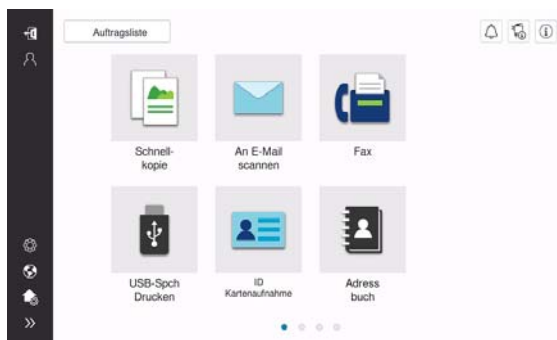 Auftragsliste
Schnell-
kopie
An E-Mail
scannen
Fax
USB-Spch
Drucken
ID
Kartenaufnahme
Adress
buch